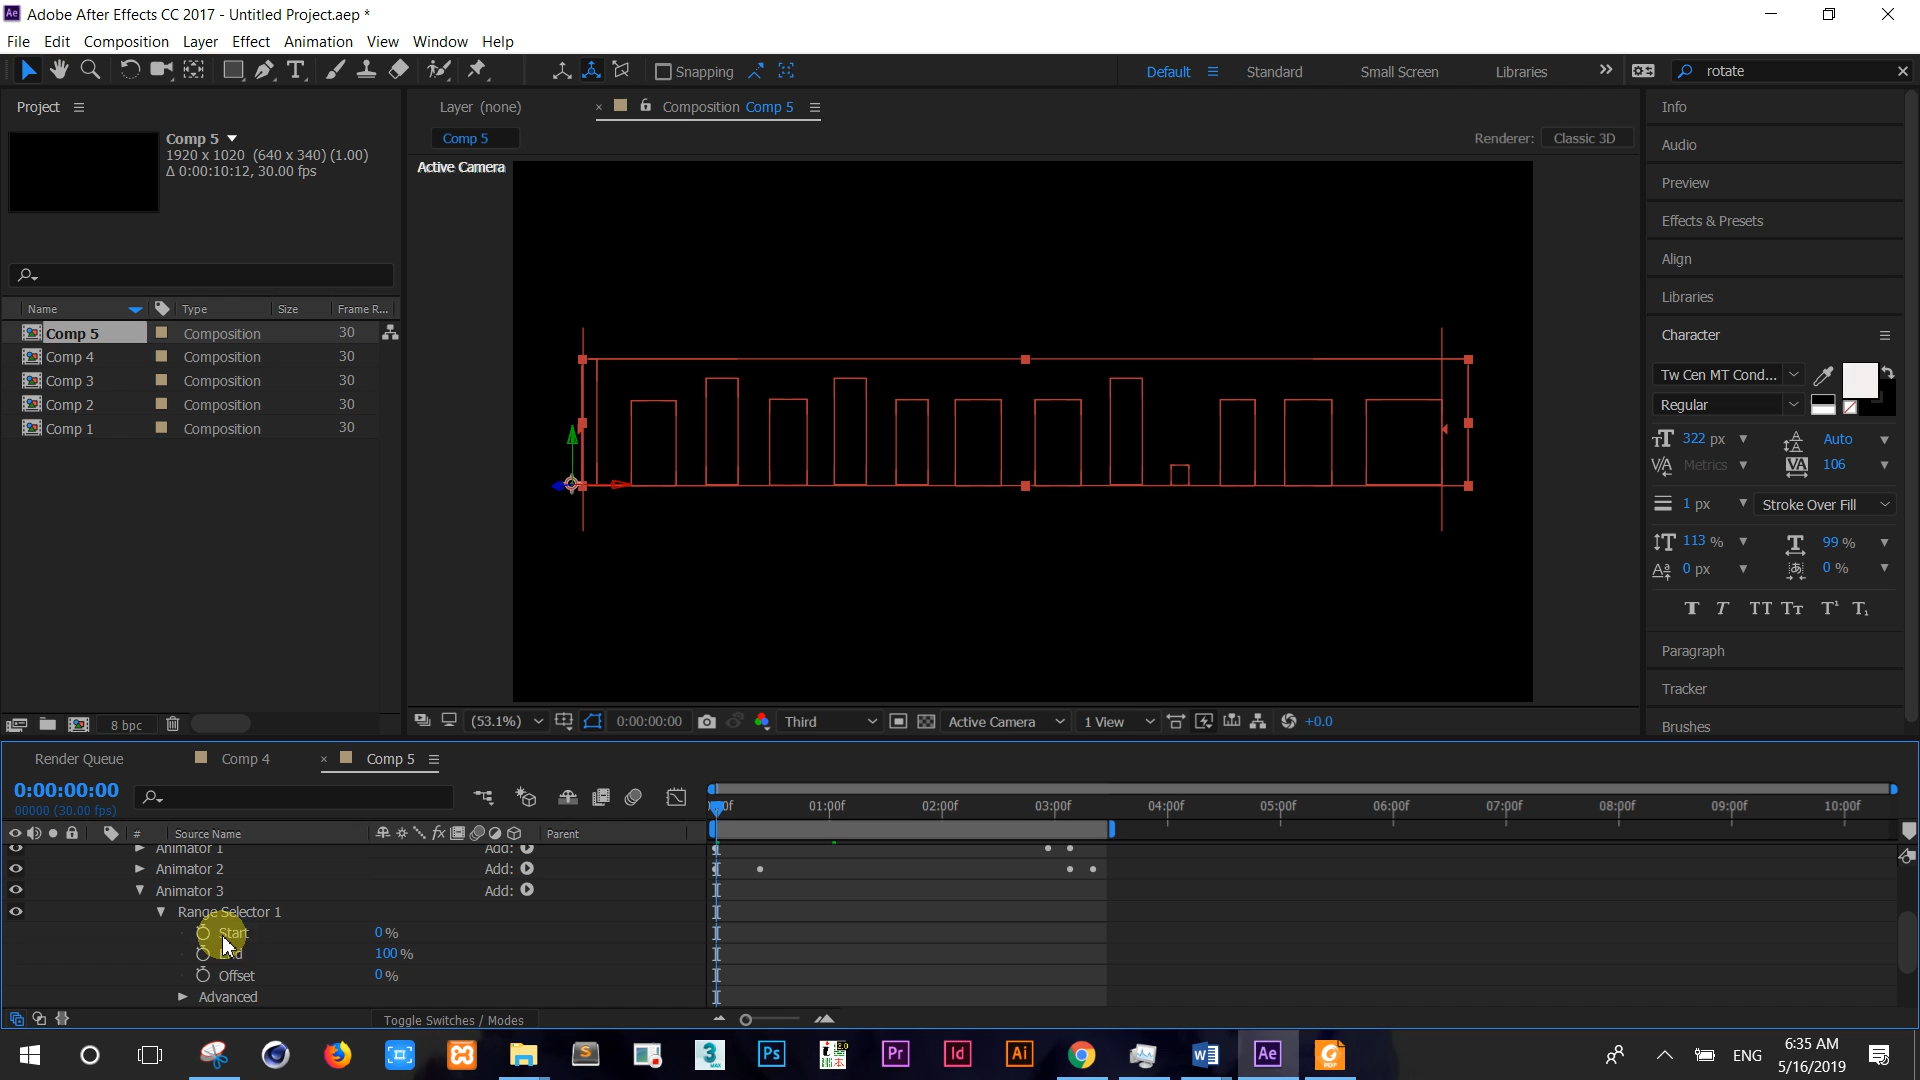 Adobe After Effects CC 2017 - Untitled Project.aep *
File Edit Composition Layer Effect Animation View Window Help
Snapping Default Standard Small Screen Libraries rotate
Project
Layer (none)
Composition Comp 5
Info
Comp 5
1920 x 1020 (640 x 340) (1.00)
Δ 0:00:10:12, 30.00 fps
Comp 5
Renderer: Classic 3D
Active Camera
Audio
Preview
Effects & Presets
Align
Libraries
Name Type Size Frame R...
Comp 5 Composition 30
Comp 4 Composition 30
Comp 3 Composition 30
Comp 2 Composition 30
Comp 1 Composition 30
Character
Tw Cen MT Cond...
Regular
322 px Auto
Metrics 106
1 px Stroke Over Fill
113 % 99 %
0 px 0 %
Paragraph
Tracker
Brushes
8 bpc
(53.1%) 0:00:00:00 Third Active Camera 1 View +0.0
Render Queue Comp 4 Comp 5
0:00:00:00
00000 (30.00 fps)
01:00f 02:00f 03:00f 04:00f 05:00f 06:00f 07:00f 08:00f 09:00f 10:00f
# Source Name Parent
Animator 1 Add:
Animator 2 Add:
Animator 3 Add:
Range Selector 1
Start 0 %
End 100 %
Offset 0 %
Advanced
Toggle Switches / Modes
ENG
6:35 AM
5/16/2019